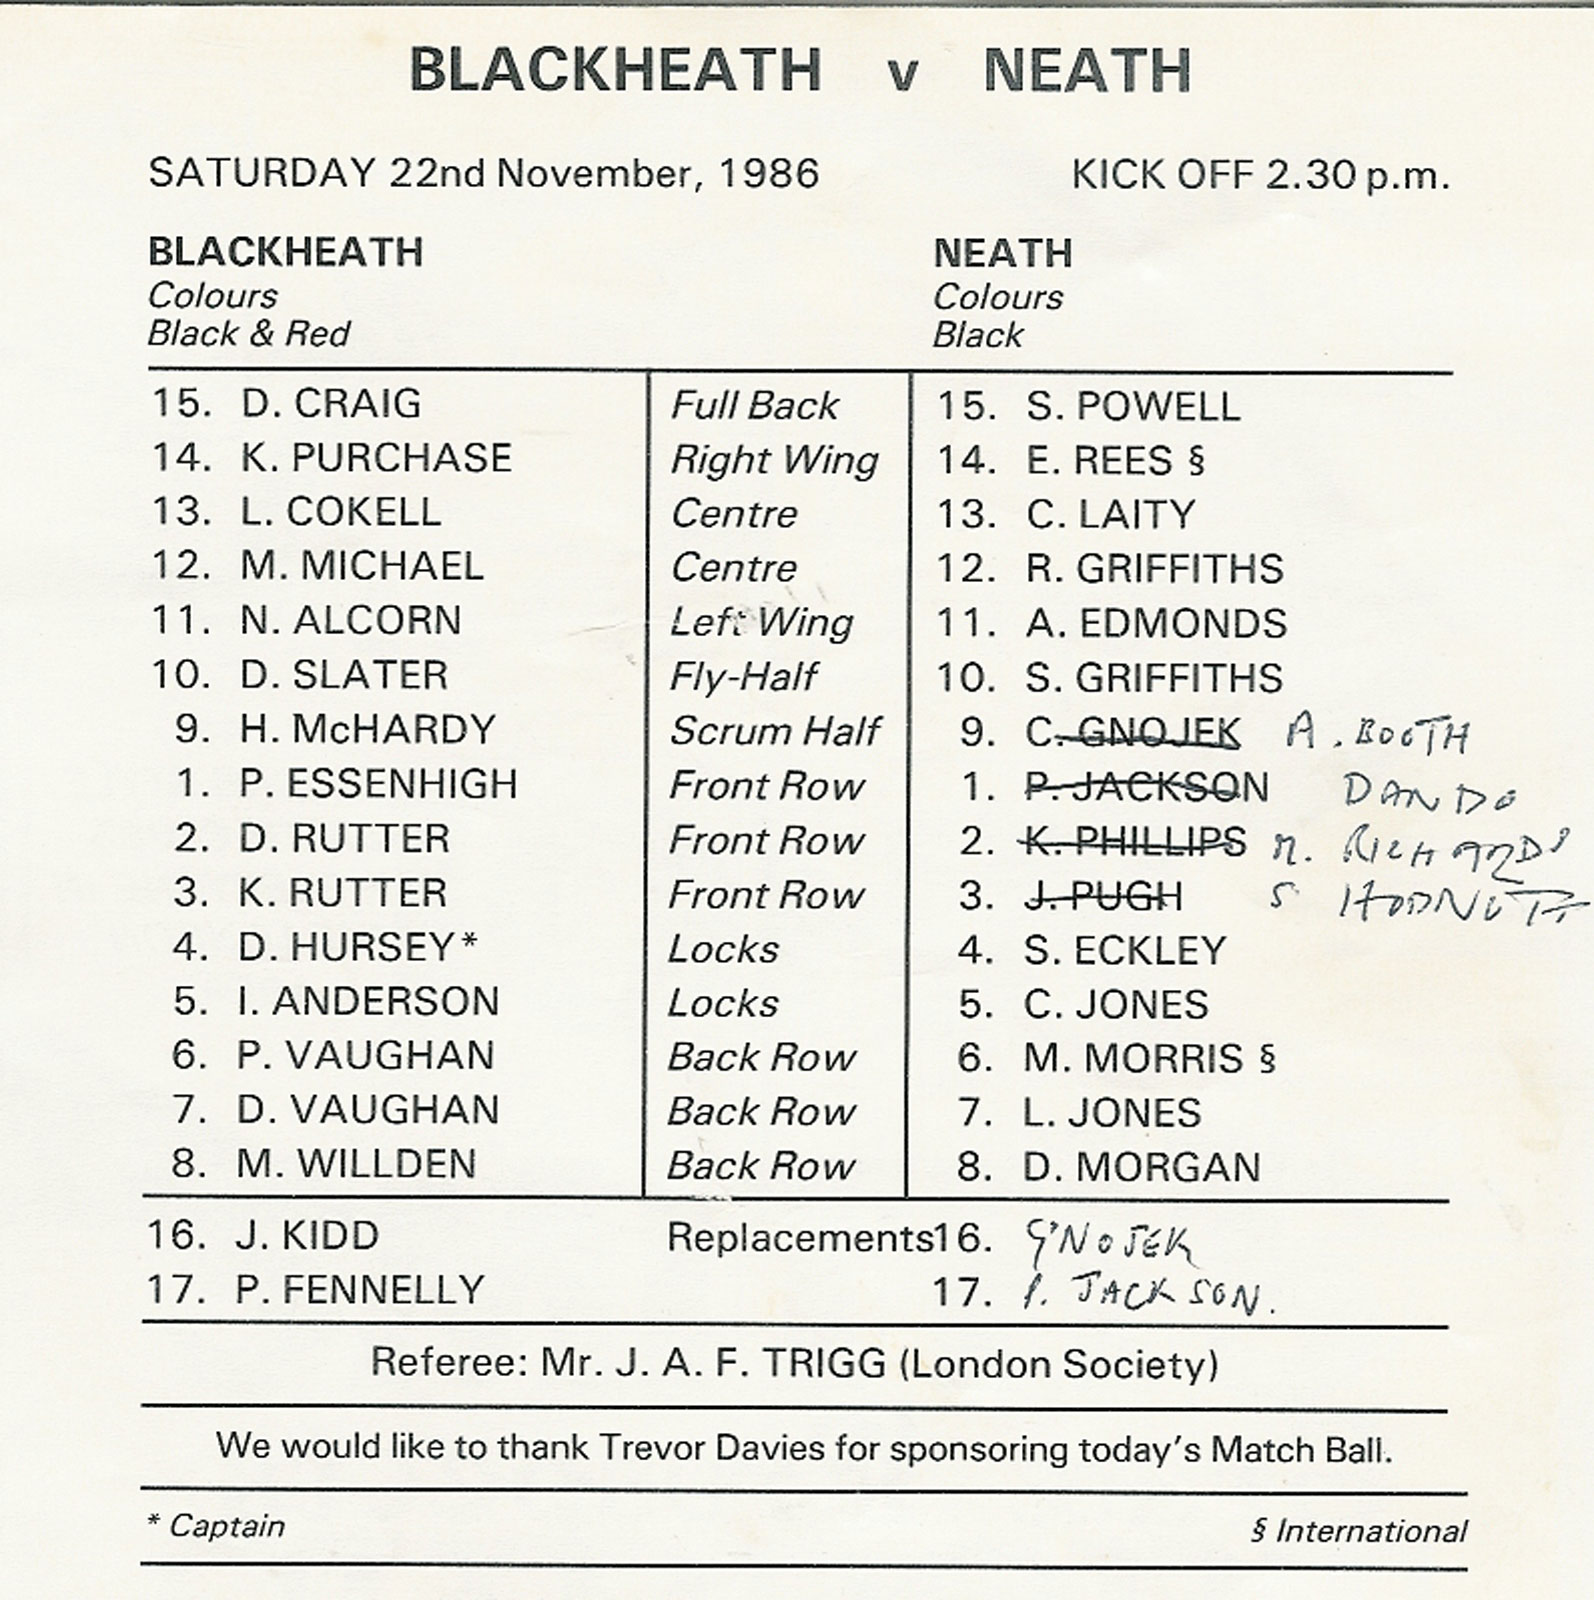 BLACKHEATH v NEATH
SATURDAY 22nd November, 1986 KICK OFF 2.30 p.m.
BLACKHEATH NEATH
Colours Colours
Black & Red Black
15. D. CRAIG Full Back 15. S. POWELL
14. K. PURCHASE Right Wing 14. E. REES §
13. L. COKELL Centre 13. C. LAITY
12. M. MICHAEL Centre 12. R. GRIFFITHS
11. N. ALCORN Left Wing 11. A. EDMONDS
10. D. SLATER Fly-Half 10. S. GRIFFITHS
9. H. McHARDY Scrum Half 9. C. GNOJEK A. BOOTH
1. P. ESSENHIGH Front Row 1. P. JACKSON DANDO
2. D. RUTTER Front Row 2. K. PHILLIPS M. RICHARDS
3. K. RUTTER Front Row 3. J. PUGH S HODNUTT
4. D. HURSEY* Locks 4. S. ECKLEY
5. I. ANDERSON Locks 5. C. JONES
6. P. VAUGHAN Back Row 6. M. MORRIS §
7. D. VAUGHAN Back Row 7. L. JONES
8. M. WILLDEN Back Row 8. D. MORGAN
16. J. KIDD Replacements 16. G'NOJEK
17. P. FENNELLY 17. P. JACKSON.
Referee: Mr. J. A. F. TRIGG (London Society)
We would like to thank Trevor Davies for sponsoring today's Match Ball.
* Captain § International